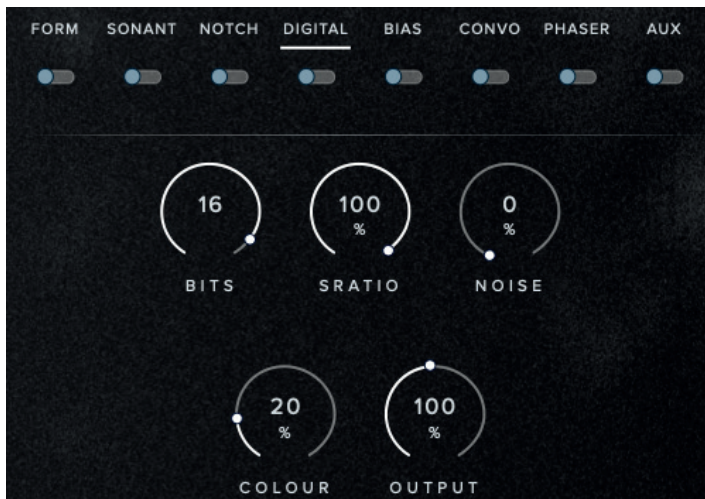 FORM SONANT NOTCH DIGITAL BIAS CONVO PHASER AUX
16 100 0
% %
BITS SRATIO NOISE
20 100
% %
COLOUR OUTPUT